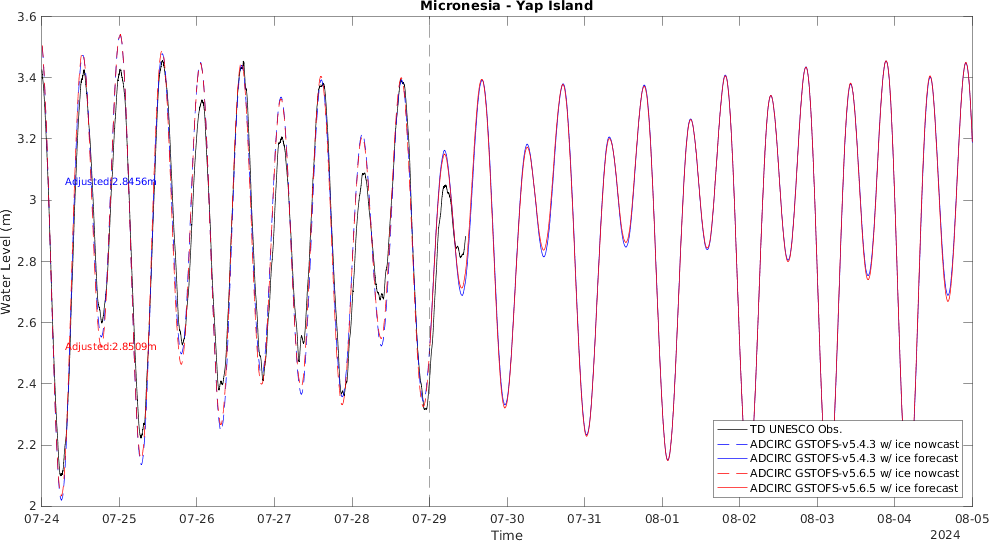 Micronesia - Yap Island
Water Level (m)
3.6
3.4
3.2
3
2.8
2.6
2.4
2.2
2
Adjusted:2.8456m
Adjusted:2.8509m
TD UNESCO Obs.
ADCIRC GSTOFS-v5.4.3 w/ ice nowcast
ADCIRC GSTOFS-v5.4.3 w/ ice forecast
ADCIRC GSTOFS-v5.6.5 w/ ice nowcast
ADCIRC GSTOFS-v5.6.5 w/ ice forecast
07-24 07-25 07-26 07-27 07-28 07-29 07-30 07-31 08-01 08-02 08-03 08-04 08-05
Time
2024